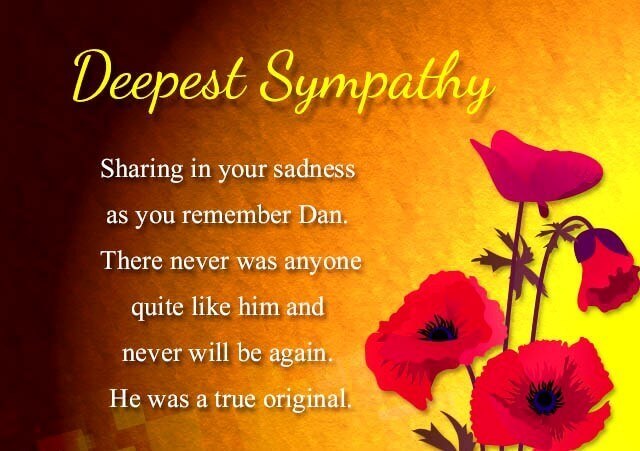 Deepest Sympathy
Sharing in your sadness
as you remember Dan.
There never was anyone
quite like him and
never will be again.
He was a true original.